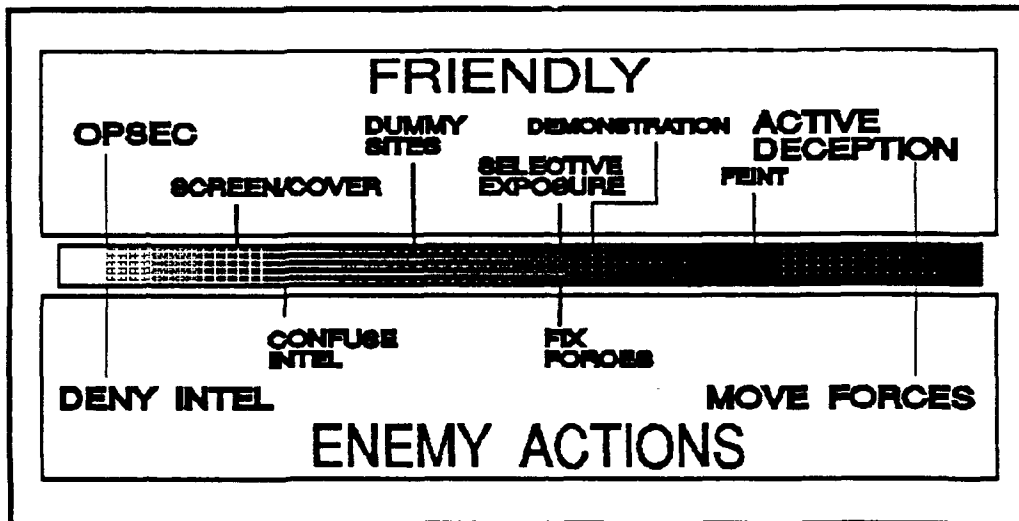 FRIENDLY
OPSEC
DUMMY
SITES
DEMONSTRATION
ACTIVE
DECEPTION
SCREEN/COVER
SELECTIVE
EXPOSURE
FEINT
CONFUSE
INTEL
FIX
FORCES
DENY INTEL
MOVE FORCES
ENEMY ACTIONS